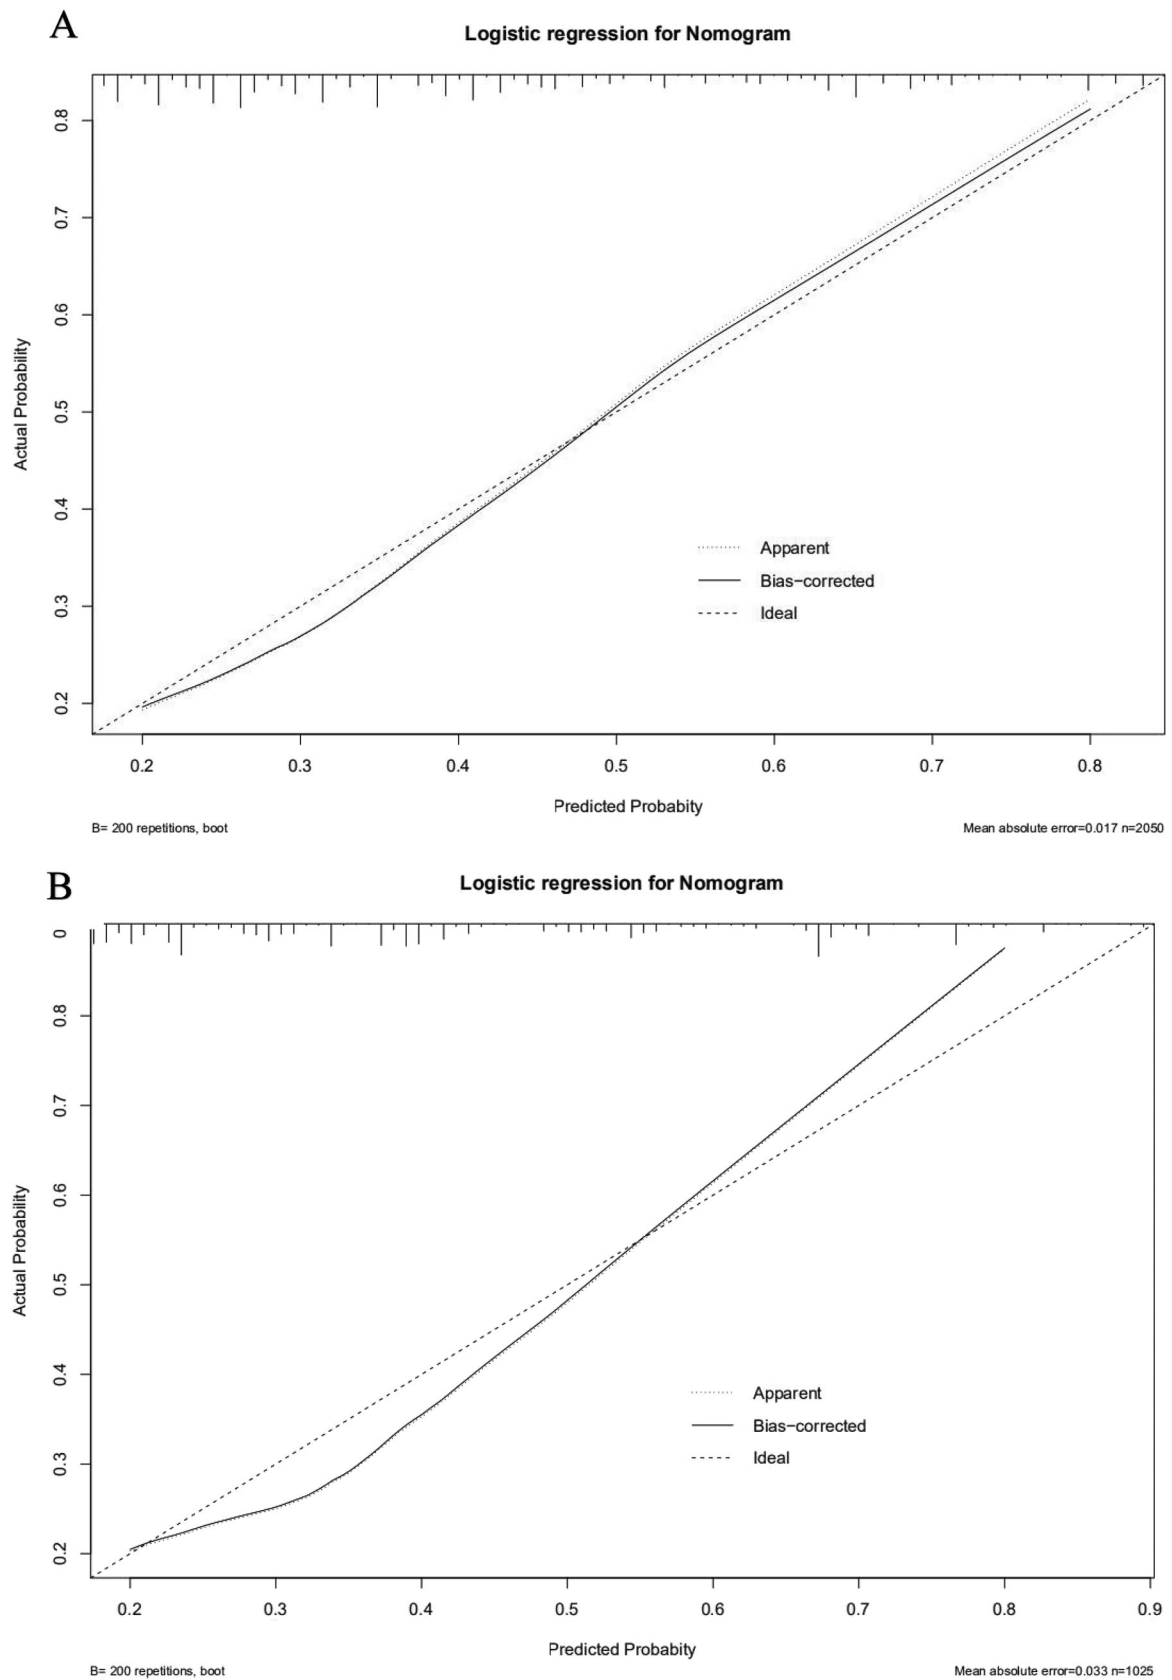 A
Logistic regression for Nomogram
0.8
0.7
0.6
0.5
0.4
0.3
0.2
Actual Probability
Apparent
Bias−corrected
Ideal
0.2 0.3 0.4 0.5 0.6 0.7 0.8
Predicted Probabity
B= 200 repetitions, boot Mean absolute error=0.017 n=2050
B
Logistic regression for Nomogram
0
0.8
0.7
0.6
0.5
0.4
0.3
0.2
Actual Probability
Apparent
Bias−corrected
Ideal
0.2 0.3 0.4 0.5 0.6 0.7 0.8 0.9
Predicted Probabity
B= 200 repetitions, boot Mean absolute error=0.033 n=1025